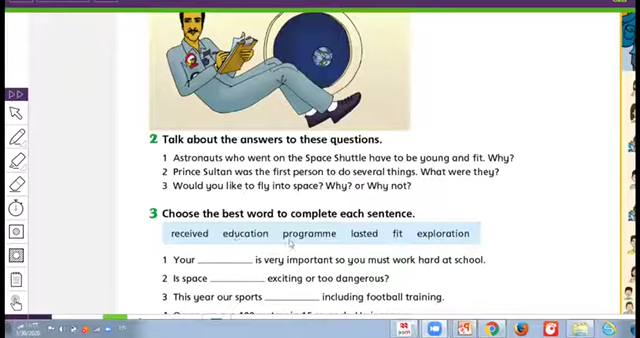 2 Talk about the answers to these questions.
1 Astronauts who went on the Space Shuttle have to be young and fit. Why?
2 Prince Sultan was the first person to do several things. What were they?
3 Would you like to fly into space? Why? or Why not?
3 Choose the best word to complete each sentence.
received education programme lasted fit exploration
1 Your __________ is very important so you must work hard at school.
2 Is space __________ exciting or too dangerous?
3 This year our sports __________ including football training.